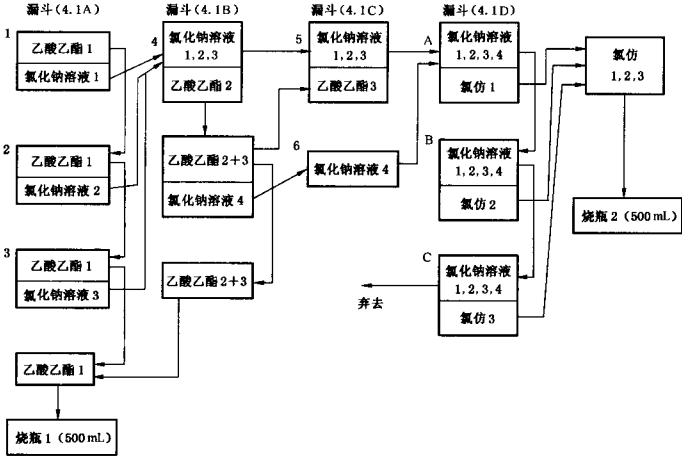 漏斗(4.1A)
漏斗(4.1B)
漏斗(4.1C)
漏斗(4.1D)
1
乙酸乙酯1
氯化钠溶液1
4
氯化钠溶液
1,2,3
乙酸乙酯2
5
氯化钠溶液
1,2,3
乙酸乙酯3
A
氯化钠溶液
1,2,3,4
氯仿1
氯仿
1,2,3
2
乙酸乙酯1
氯化钠溶液2
乙酸乙酯2+3
氯化钠溶液4
6
氯化钠溶液4
B
氯化钠溶液
1,2,3,4
氯仿2
烧瓶2(500mL)
3
乙酸乙酯1
氯化钠溶液3
乙酸乙酯2+3
弃去
C
氯化钠溶液
1,2,3,4
氯仿3
乙酸乙酯1
烧瓶1(500mL)